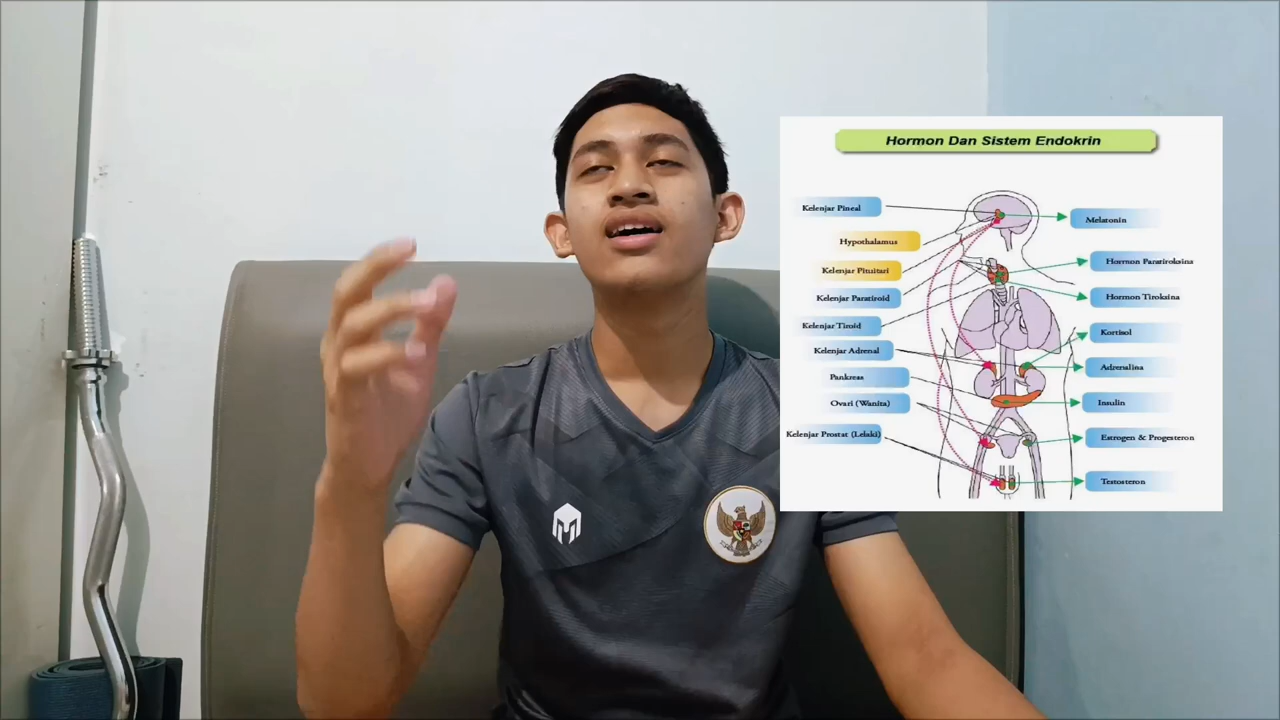 Hormon Dan Sistem Endokrin
Kelenjar Pineal
Hypothalamus
Kelenjar Pituitari
Kelenjar Paratiroid
Kelenjar Tiroid
Kelenjar Adrenal
Pankreas
Ovari (Wanita)
Kelenjar Prostat (Lelaki)
Melatonin
Hormon Paratiroksina
Hormon Tiroksina
Kortisol
Adrenalina
Insulin
Estrogen & Progesteron
Testosteron